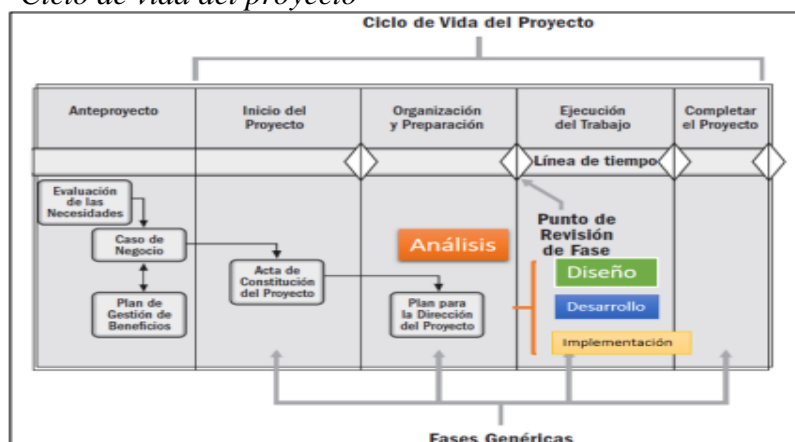 Ciclo de vida del proyecto
Ciclo de Vida del Proyecto
Anteproyecto
Inicio del
Proyecto
Organización
y Preparación
Ejecución
del Trabajo
Completar
el Proyecto
Línea de tiempo
Evaluación
de las
Necesidades
Caso de
Negocio
Plan de
Gestión de
Beneficios
Acta de
Constitución
del Proyecto
Análisis
Plan para
la Dirección
del Proyecto
Punto de
Revisión
de Fase
Diseño
Desarrollo
Implementación
Fases Genéricas